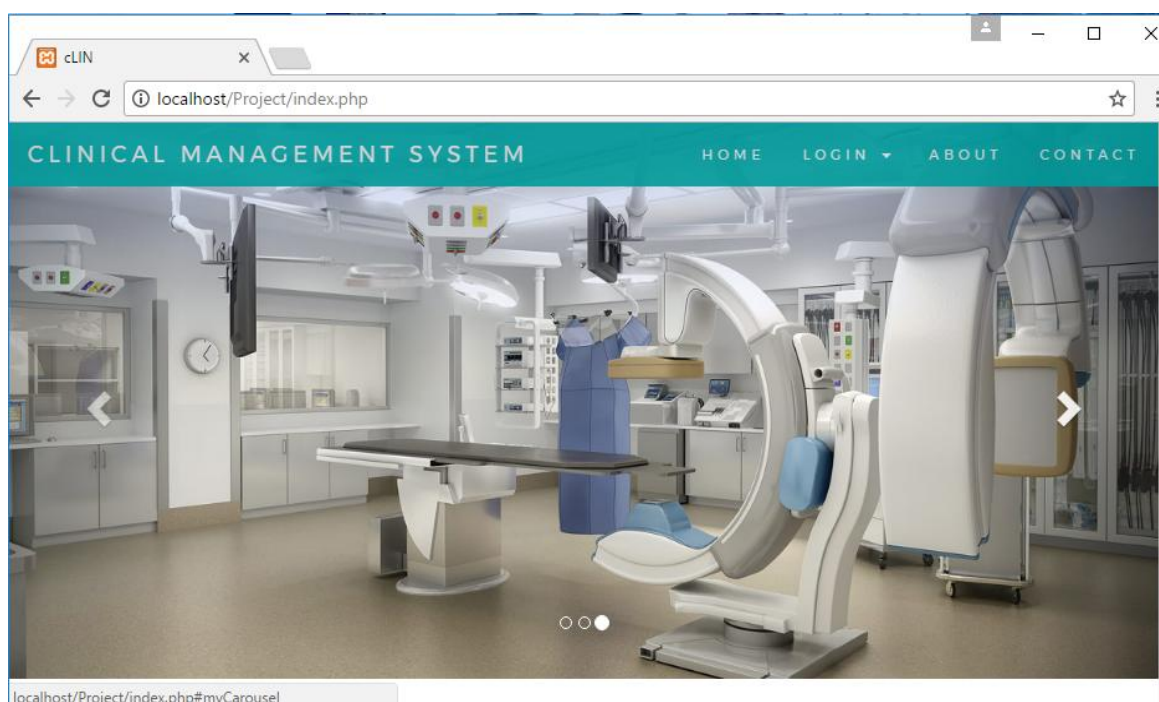 cLIN
localhost/Project/index.php
CLINICAL MANAGEMENT SYSTEM HOME LOGIN ABOUT CONTACT
localhost/Project/index.php#myCarousel